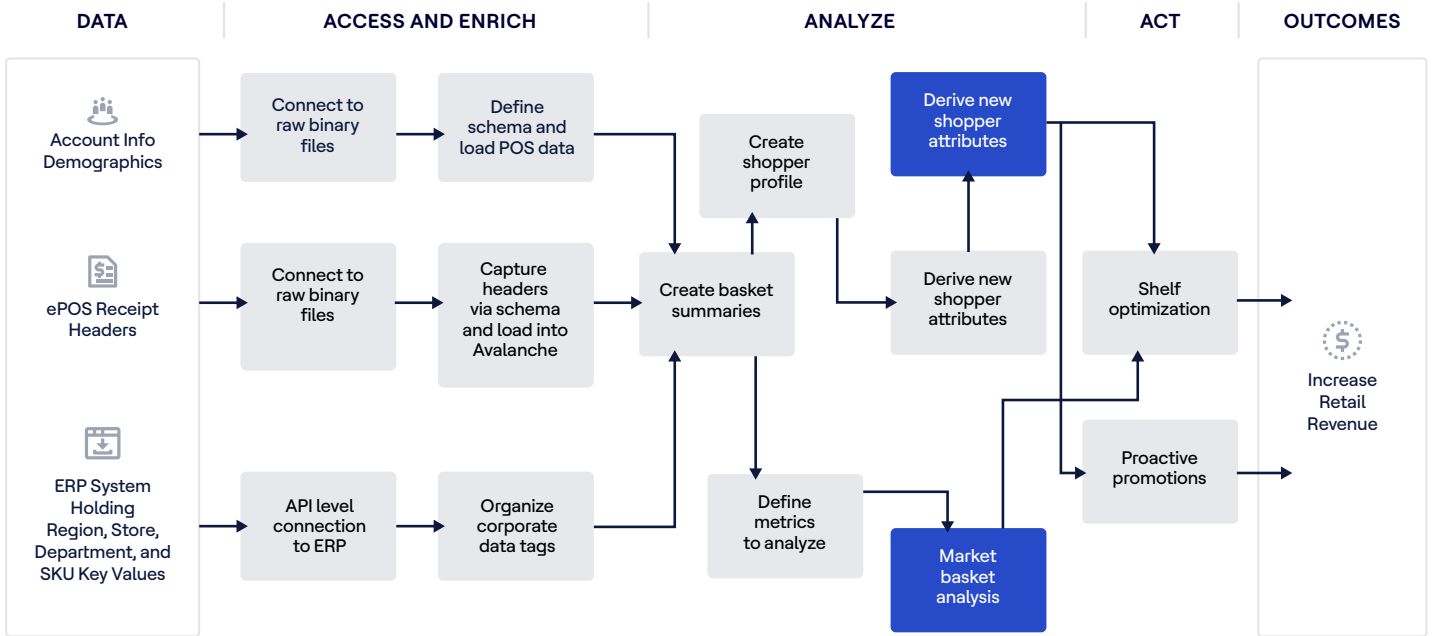 DATA
ACCESS AND ENRICH
ANALYZE
ACT
OUTCOMES
Account Info
Demographics
Connect to
raw binary
files
Define
schema and
load POS data
Create
shopper
profile
Derive new
shopper
attributes
ePOS Receipt
Headers
Connect to
raw binary
files
Capture
headers
via schema
and load into
Avalanche
Create basket
summaries
Derive new
shopper
attributes
Shelf
optimization
Increase
Retail
Revenue
ERP System
Holding
Region, Store,
Department, and
SKU Key Values
API level
connection
to ERP
Organize
corporate
data tags
Define
metrics
to analyze
Market
basket
analysis
Proactive
promotions